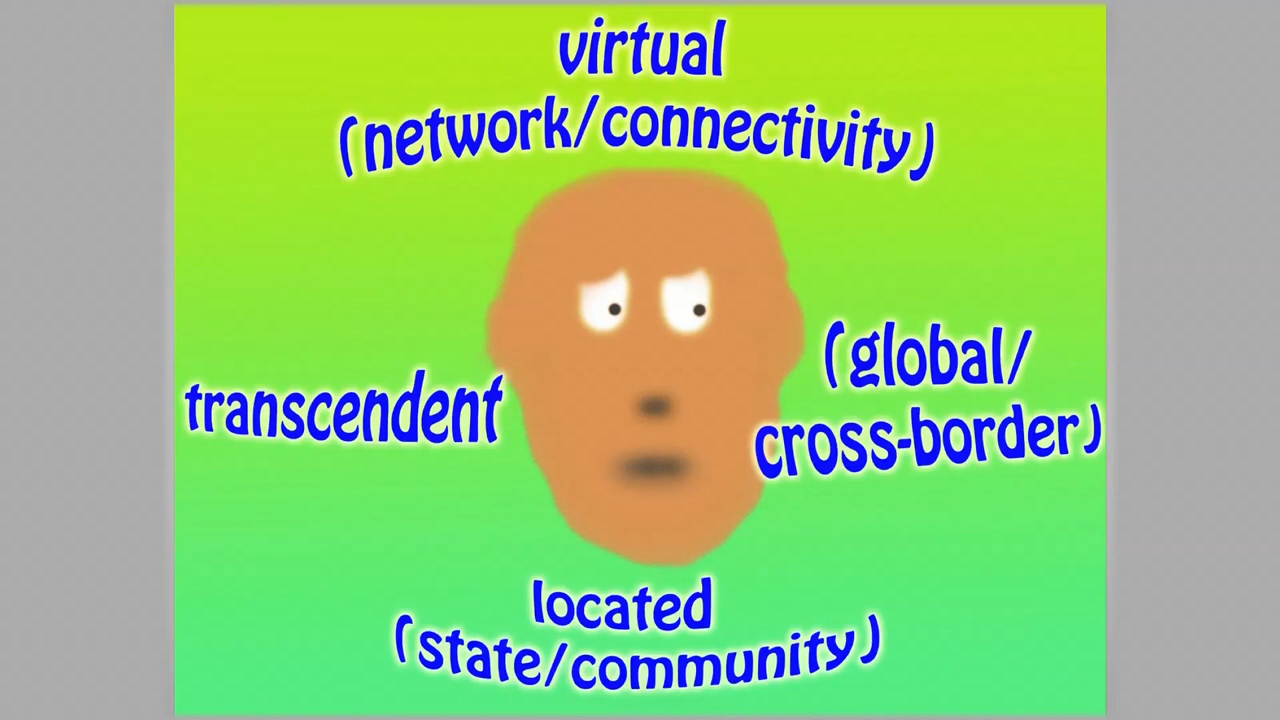 virtual
(network/connectivity)
transcendent
(global/
cross-border)
located
(state/community)